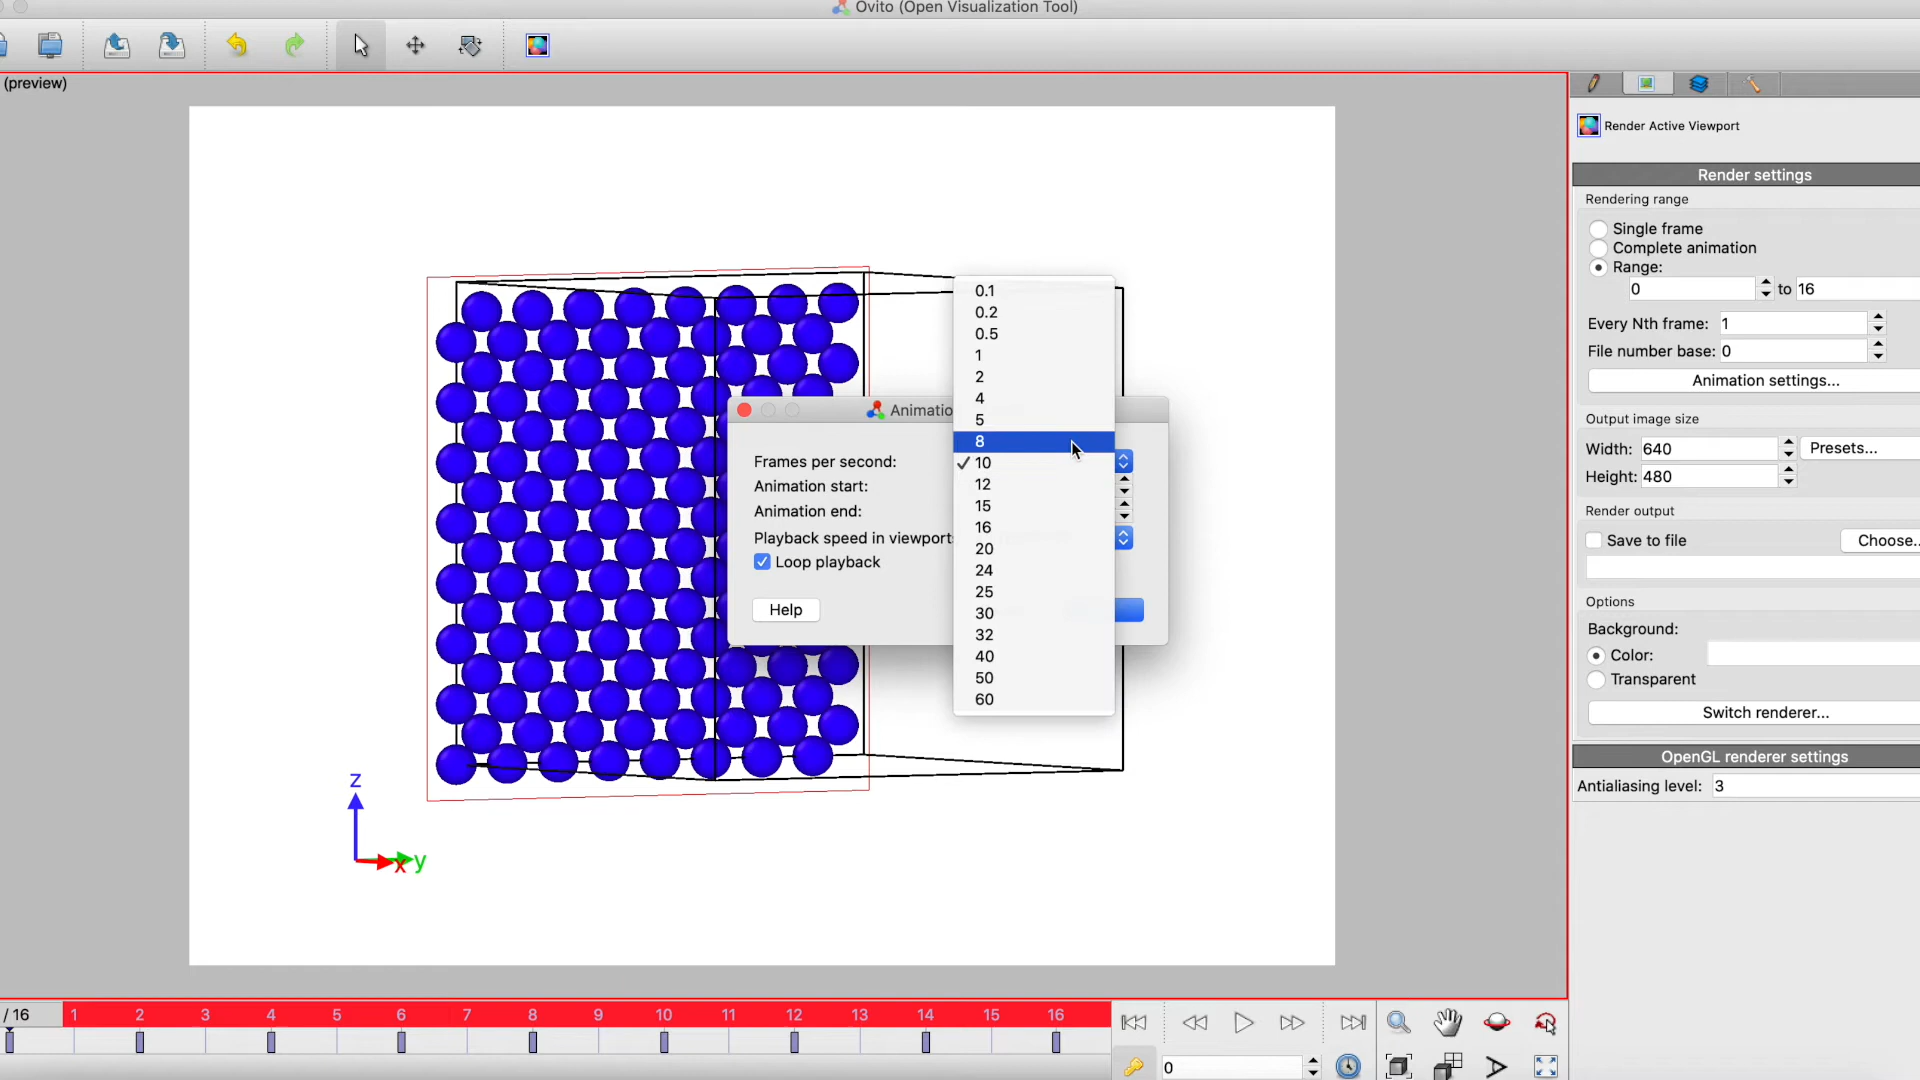 Ovito (Open Visualization Tool)
(preview)
Render Active Viewport
Render settings
Rendering range
Single frame
Complete animation
Range:
0 to 16
Every Nth frame: 1
File number base: 0
Animation settings...
Output image size
Width: 640 Presets...
Height: 480
Render output
Save to file Choose..
Options
Background:
Color:
Transparent
Switch renderer...
OpenGL renderer settings
Antialiasing level: 3
Animatio
Frames per second:
Animation start:
Animation end:
Playback speed in viewport
Loop playback
Help
0.1
0.2
0.5
1
2
4
5
8
✓ 10
12
15
16
20
24
25
30
32
40
50
60
z
x y
/ 16 1 2 3 4 5 6 7 8 9 10 11 12 13 14 15 16
0